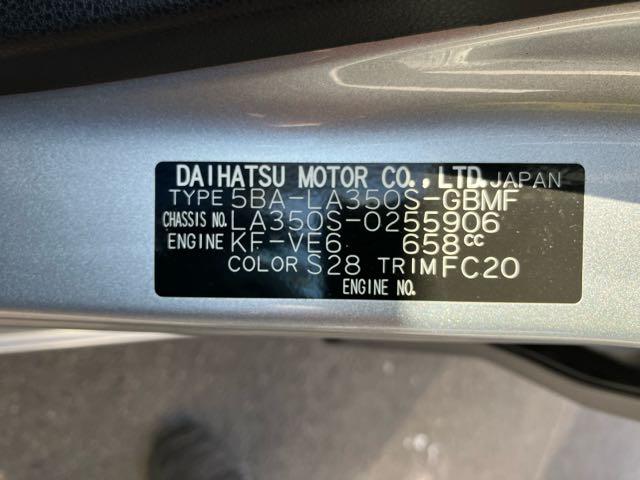 DAIHATSU MOTOR CO., LTD. JAPAN
TYPE 5BA-LA350S-GBMF
CHASSIS NO. LA350S-0255906
ENGINE KF-VE6 658cc
COLOR S28 TRIM FC20
ENGINE NO.